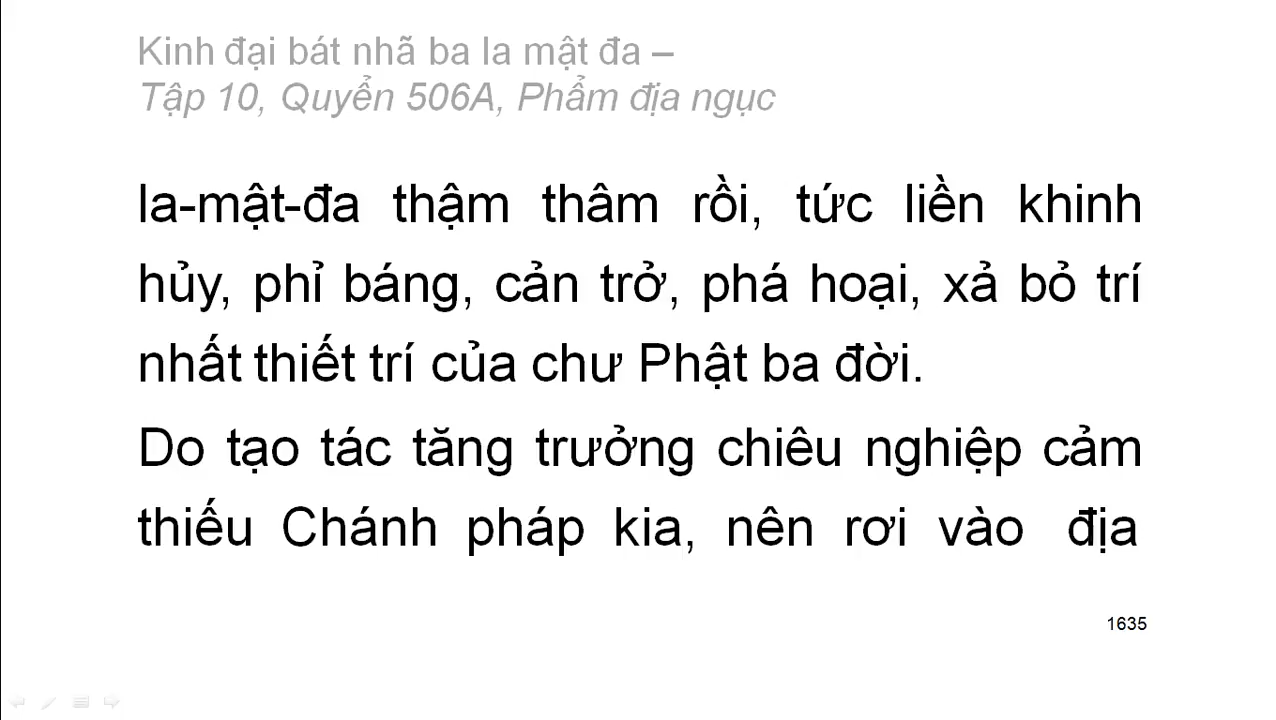 Kinh đại bát nhã ba la mật đa –
Tập 10, Quyển 506A, Phẩm địa ngục
la-mật-đa thậm thâm rồi, tức liền khinh
hủy, phỉ báng, cản trở, phá hoại, xả bỏ trí
nhất thiết trí của chư Phật ba đời.
Do tạo tác tăng trưởng chiêu nghiệp cảm
thiếu Chánh pháp kia, nên rơi vào địa
1635